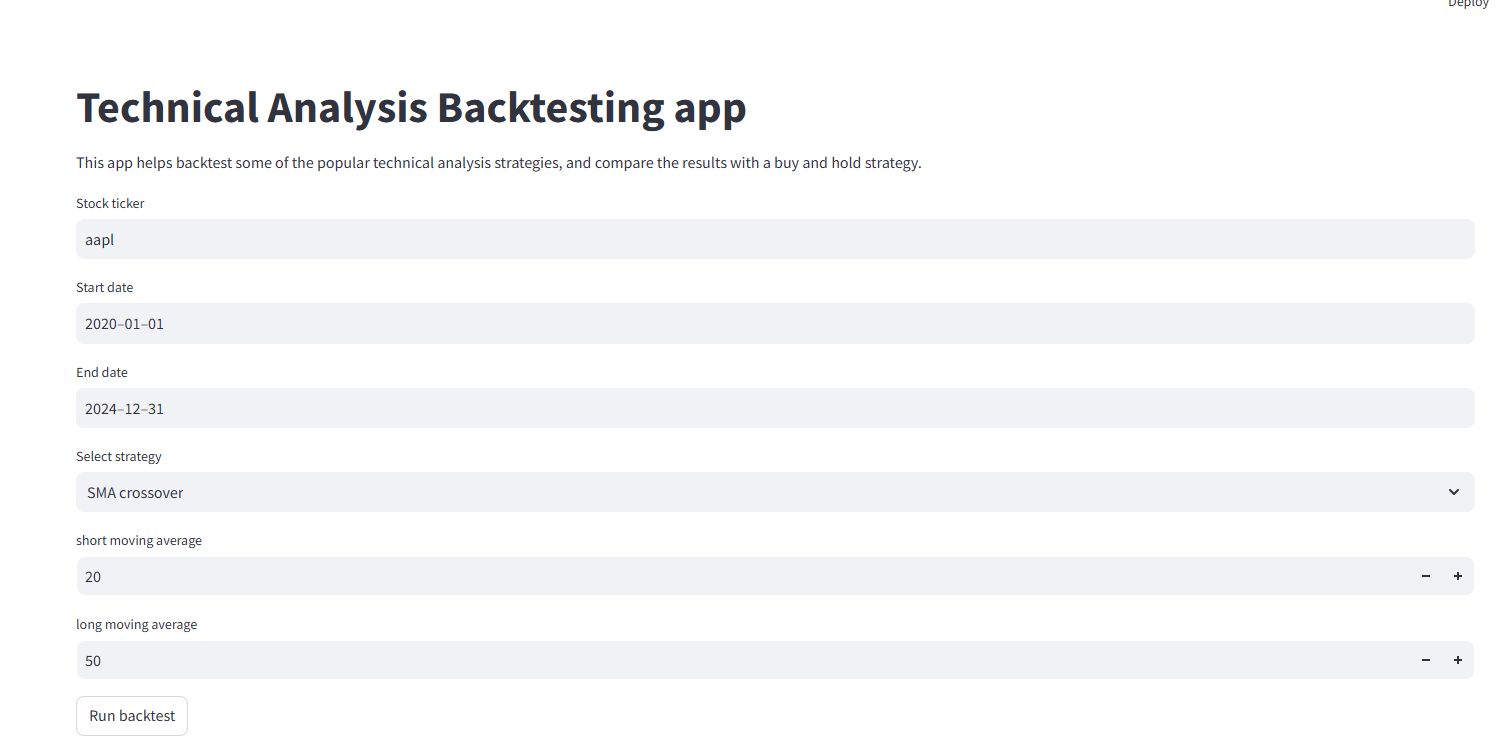 Deploy
Technical Analysis Backtesting app
This app helps backtest some of the popular technical analysis strategies, and compare the results with a buy and hold strategy.
Stock ticker
aapl
Start date
2020–01–01
End date
2024–12–31
Select strategy
SMA crossover
short moving average
20
long moving average
50
Run backtest